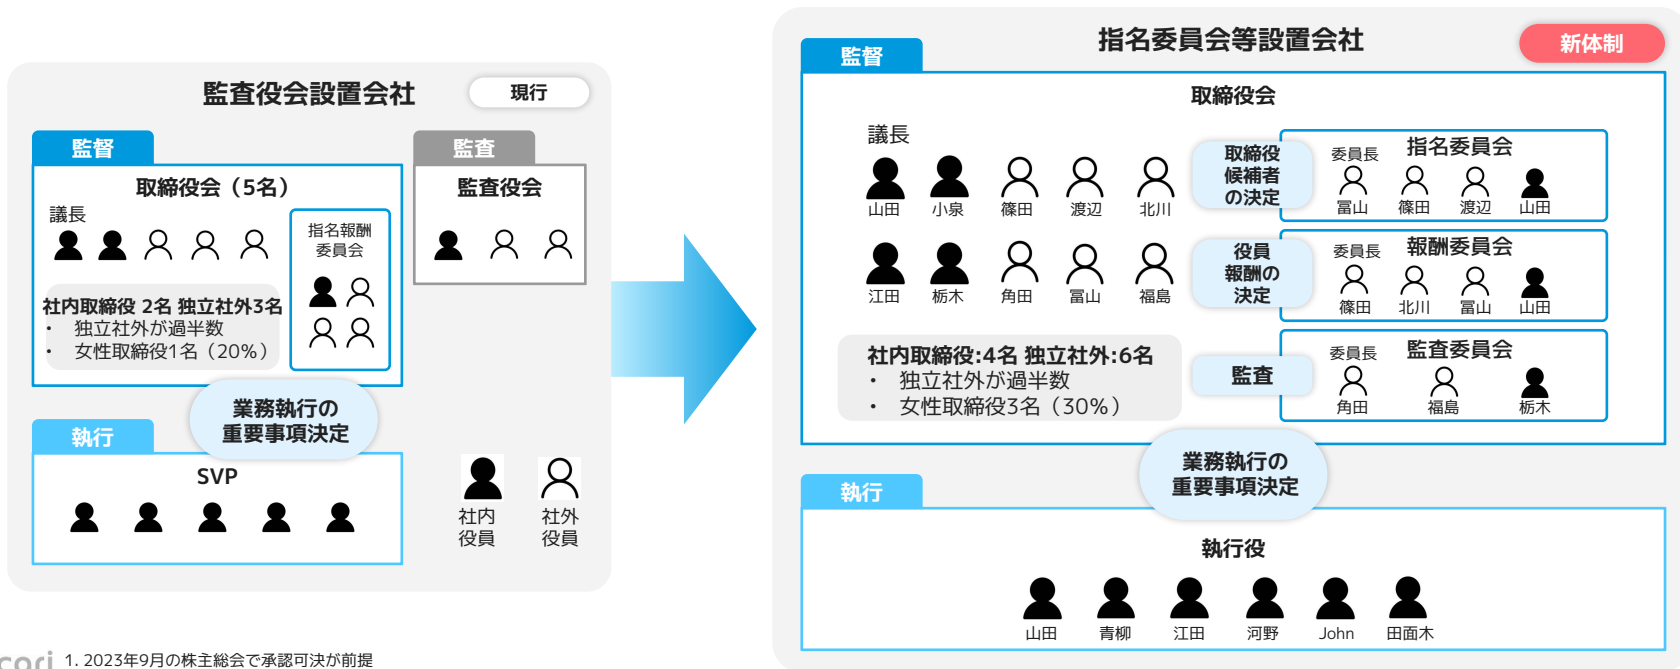 監査役会設置会社
現行
監督
取締役会（5名）
議長
指名報酬
委員会
社内取締役 2名 独立社外3名
・ 独立社外が過半数
・ 女性取締役1名（20%）
監査
監査役会
業務執行の
重要事項決定
執行
SVP
社内
役員
社外
役員
指名委員会等設置会社
新体制
監督
取締役会
議長
山田 小泉 篠田 渡辺 北川
江田 栃木 角田 冨山 福島
社内取締役:4名 独立社外:6名
・ 独立社外が過半数
・ 女性取締役3名（30%）
取締役
候補者
の決定
委員長 指名委員会
冨山 篠田 渡辺 山田
役員
報酬の
決定
委員長 報酬委員会
篠田 北川 冨山 山田
監査
委員長 監査委員会
角田 福島 栃木
業務執行の
重要事項決定
執行
執行役
山田 青柳 江田 河野 John 田面木
cari 1. 2023年9月の株主総会で承認可決が前提